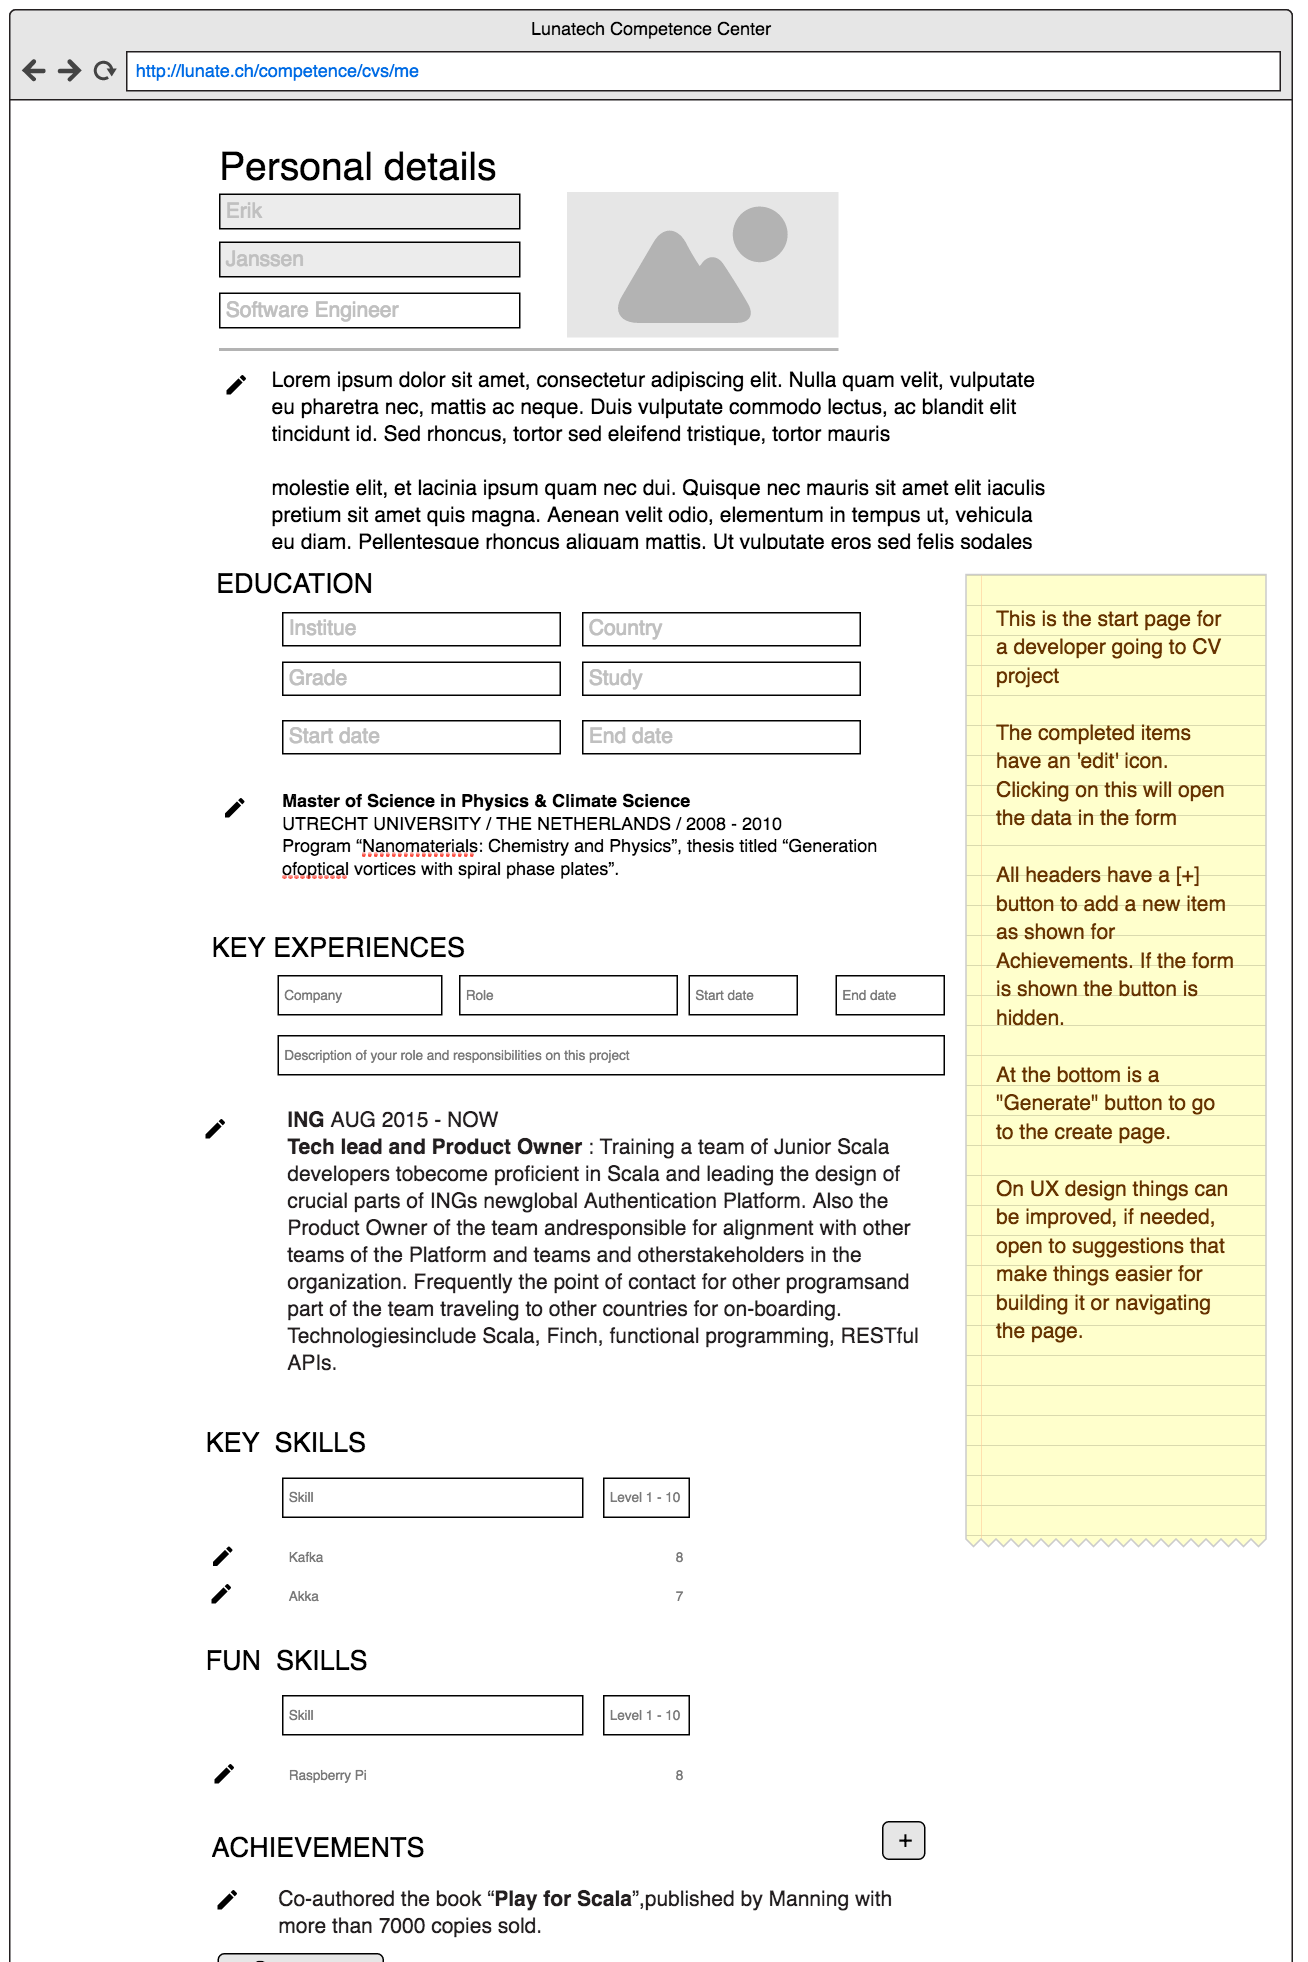 Lunatech Competence Center
http://lunate.ch/competence/cvs/me
Personal details
Erik
Janssen
Software Engineer
Lorem ipsum dolor sit amet, consectetur adipiscing elit. Nulla quam velit, vulputate
eu pharetra nec, mattis ac neque. Duis vulputate commodo lectus, ac blandit elit
tincidunt id. Sed rhoncus, tortor sed eleifend tristique, tortor mauris
molestie elit, et lacinia ipsum quam nec dui. Quisque nec mauris sit amet elit iaculis
pretium sit amet quis magna. Aenean velit odio, elementum in tempus ut, vehicula
eu diam. Pellentesque rhoncus aliquam mattis. Ut vulputate eros sed felis sodales
EDUCATION
Institue
Country
Grade
Study
Start date
End date
Master of Science in Physics & Climate Science
UTRECHT UNIVERSITY / THE NETHERLANDS / 2008 - 2010
Program “Nanomaterials: Chemistry and Physics”, thesis titled “Generation
ofoptical vortices with spiral phase plates”.
KEY EXPERIENCES
Company
Role
Start date
End date
Description of your role and responsibilities on this project
ING AUG 2015 - NOW
Tech lead and Product Owner : Training a team of Junior Scala
developers tobecome proficient in Scala and leading the design of
crucial parts of INGs newglobal Authentication Platform. Also the
Product Owner of the team andresponsible for alignment with other
teams of the Platform and teams and otherstakeholders in the
organization. Frequently the point of contact for other programsand
part of the team traveling to other countries for on-boarding.
Technologiesinclude Scala, Finch, functional programming, RESTful
APIs.
KEY SKILLS
Skill
Level 1 - 10
Kafka 8
Akka 7
FUN SKILLS
Skill
Level 1 - 10
Raspberry Pi 8
ACHIEVEMENTS
+
Co-authored the book “Play for Scala”,published by Manning with
more than 7000 copies sold.
This is the start page for
a developer going to CV
project
The completed items
have an 'edit' icon.
Clicking on this will open
the data in the form
All headers have a [+]
button to add a new item
as shown for
Achievements. If the form
is shown the button is
hidden.
At the bottom is a
"Generate" button to go
to the create page.
On UX design things can
be improved, if needed,
open to suggestions that
make things easier for
building it or navigating
the page.